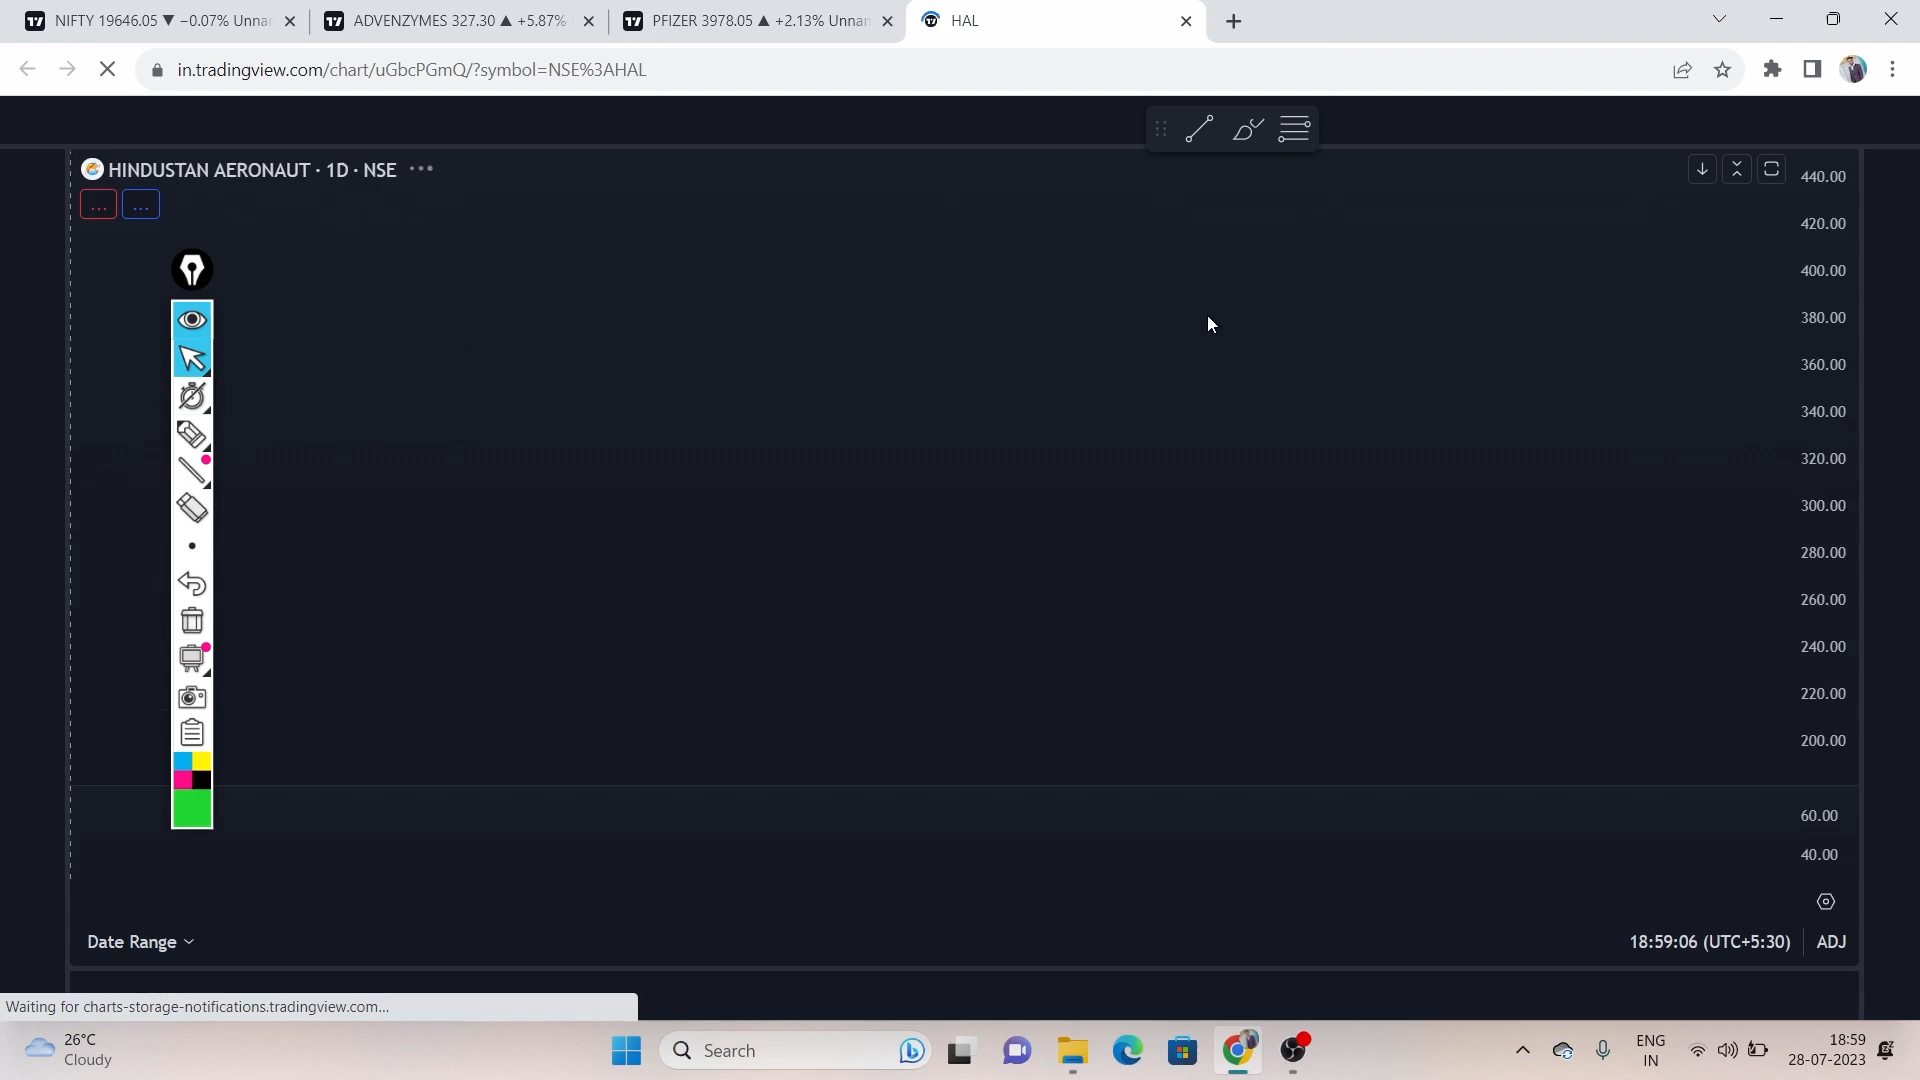 NIFTY 19646.05 ▼ −0.07% Unnar
ADVENZYMES 327.30 ▲ +5.87%
PFIZER 3978.05 ▲ +2.13% Unnan
HAL
in.tradingview.com/chart/uGbcPGmQ/?symbol=NSE%3AHAL
HINDUSTAN AERONAUT · 1D · NSE
440.00
420.00
400.00
380.00
360.00
340.00
320.00
300.00
280.00
260.00
240.00
220.00
200.00
60.00
40.00
Date Range
18:59:06 (UTC+5:30)
ADJ
Waiting for charts-storage-notifications.tradingview.com...
26°C
Cloudy
Search
ENG
IN
18:59
28-07-2023